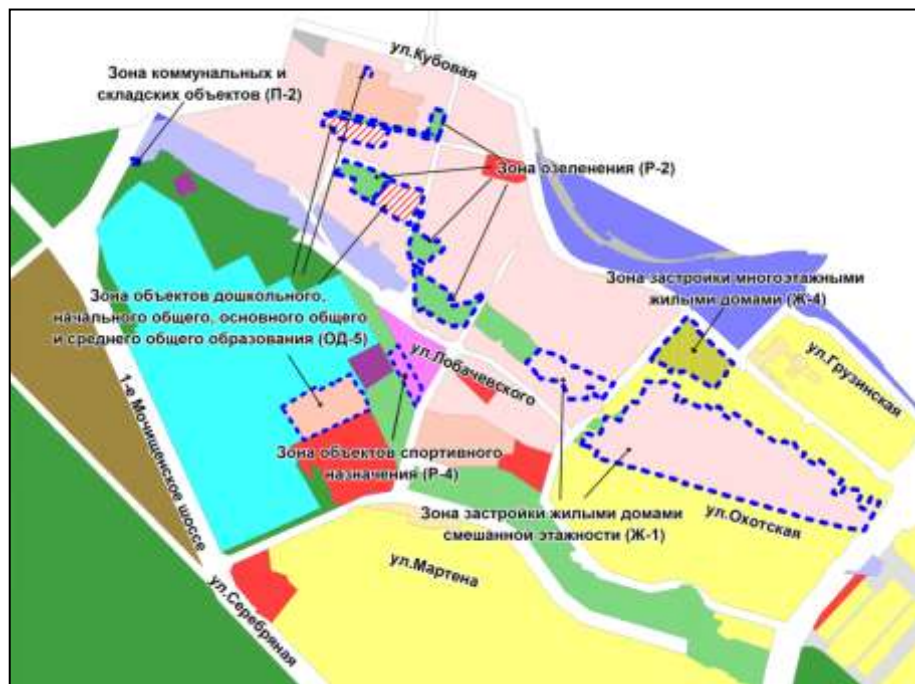 ул.Кубовая
Зона коммунальных и
складских объектов (П-2)
Зона озеленения (Р-2)
Зона застройки многоэтажными
жилыми домами (Ж-4)
Зона объектов дошкольного,
начального общего, основного общего
и среднего общего образования (ОД-5)
ул.Лобачевского
ул.Грузинская
1-е Мочищенское шоссе
Зона объектов спортивного
назначения (Р-4)
Зона застройки жилыми домами
смешанной этажности (Ж-1)
ул.Охотская
ул.Мартена
ул.Серебряная